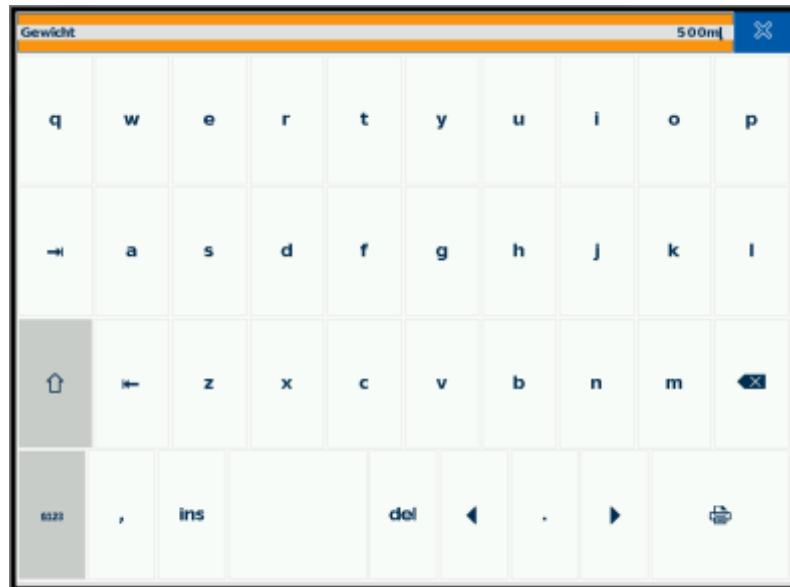 Gewicht 500ml
q w e r t y u i o p
a s d f g h j k l
z x c v b n m
, ins del .